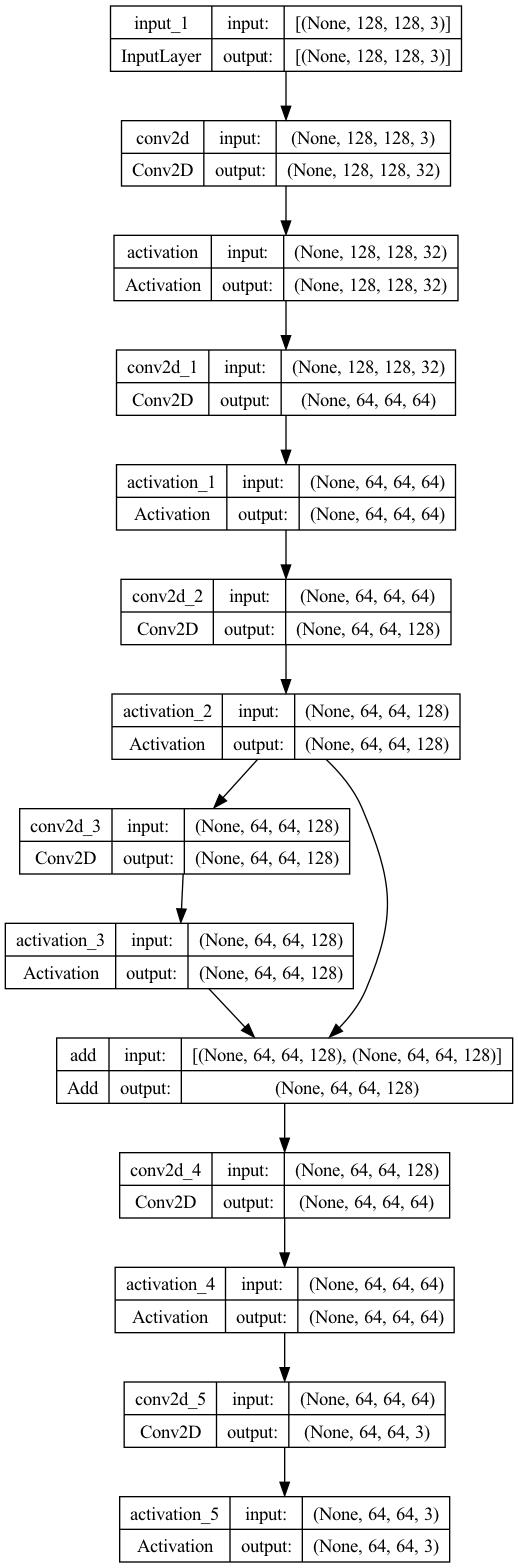 input_1 input: [(None, 128, 128, 3)]
InputLayer output: [(None, 128, 128, 3)]
conv2d input: (None, 128, 128, 3)
Conv2D output: (None, 128, 128, 32)
activation input: (None, 128, 128, 32)
Activation output: (None, 128, 128, 32)
conv2d_1 input: (None, 128, 128, 32)
Conv2D output: (None, 64, 64, 64)
activation_1 input: (None, 64, 64, 64)
Activation output: (None, 64, 64, 64)
conv2d_2 input: (None, 64, 64, 64)
Conv2D output: (None, 64, 64, 128)
activation_2 input: (None, 64, 64, 128)
Activation output: (None, 64, 64, 128)
conv2d_3 input: (None, 64, 64, 128)
Conv2D output: (None, 64, 64, 128)
activation_3 input: (None, 64, 64, 128)
Activation output: (None, 64, 64, 128)
add input: [(None, 64, 64, 128), (None, 64, 64, 128)]
Add output: (None, 64, 64, 128)
conv2d_4 input: (None, 64, 64, 128)
Conv2D output: (None, 64, 64, 64)
activation_4 input: (None, 64, 64, 64)
Activation output: (None, 64, 64, 64)
conv2d_5 input: (None, 64, 64, 64)
Conv2D output: (None, 64, 64, 3)
activation_5 input: (None, 64, 64, 3)
Activation output: (None, 64, 64, 3)